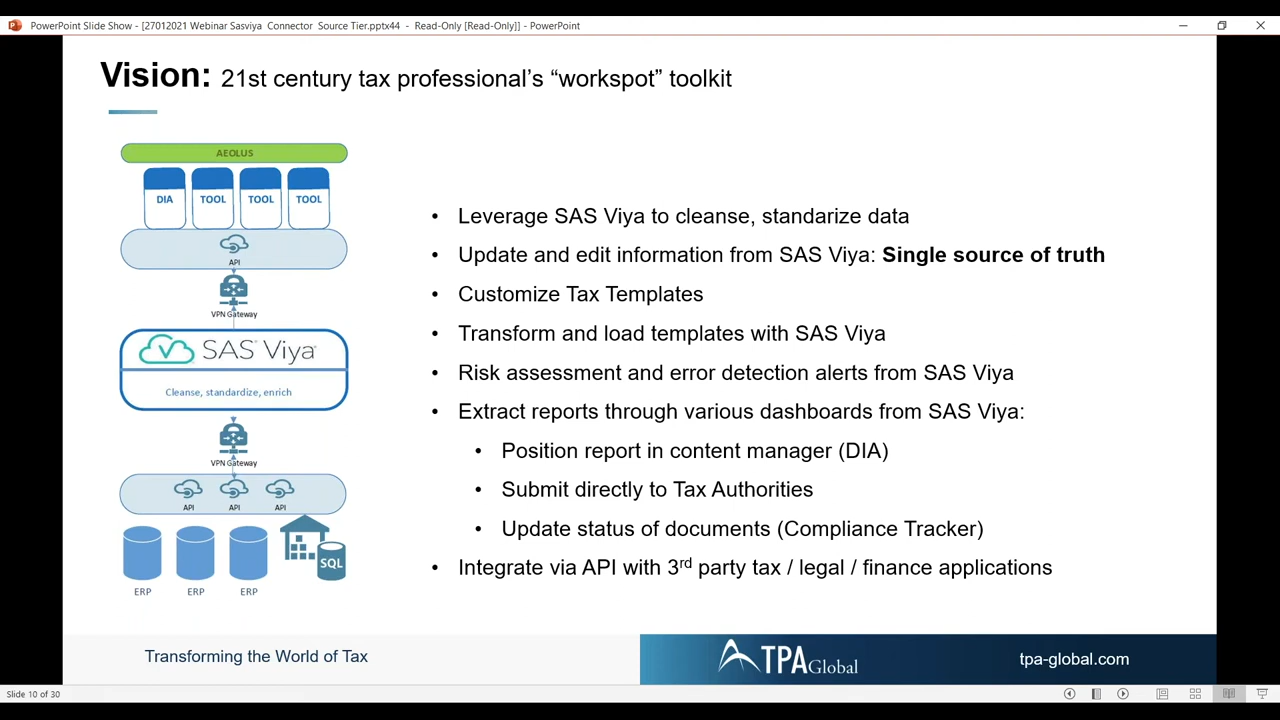 PowerPoint Slide Show - [27012021 Webinar Sasviya Connector Source Tier.pptx44 - Read-Only [Read-Only]] - PowerPoint
Vision: 21st century tax professional’s “workspot” toolkit
AEOLUS
DIA TOOL TOOL TOOL
API
VPN Gateway
SAS® Viya®
Cleanse, standardize, enrich
VPN Gateway
API API API
SQL
ERP ERP ERP
• Leverage SAS Viya to cleanse, standarize data
• Update and edit information from SAS Viya: Single source of truth
• Customize Tax Templates
• Transform and load templates with SAS Viya
• Risk assessment and error detection alerts from SAS Viya
• Extract reports through various dashboards from SAS Viya:
• Position report in content manager (DIA)
• Submit directly to Tax Authorities
• Update status of documents (Compliance Tracker)
• Integrate via API with 3rd party tax / legal / finance applications
Transforming the World of Tax
TPA Global
tpa-global.com
Slide 10 of 30